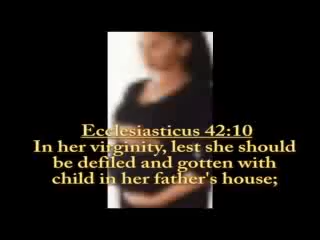 Ecclesiasticus 42:10
In her virginity, lest she should
be defiled and gotten with
child in her father's house;